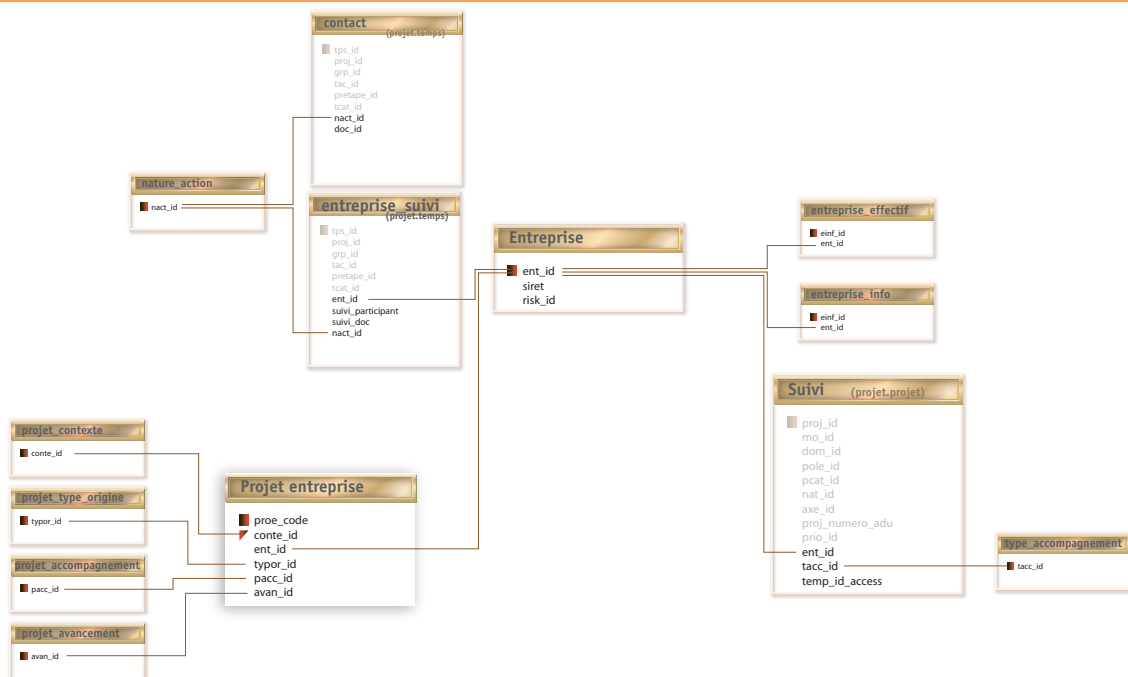 contact
(projet.temps)
tps_id
proj_id
grp_id
tac_id
pretape_id
tcat_id
nact_id
doc_id
nature_action
nact_id
entreprise_suivi
(projet.temps)
tps_id
proj_id
grp_id
tac_id
pretape_id
tcat_id
ent_id
suivi_participant
suivi_doc
nact_id
Entreprise
ent_id
siret
risk_id
entreprise_effectif
einf_id
ent_id
entreprise_info
einf_id
ent_id
Suivi (projet.projet)
proj_id
mo_id
dom_id
pole_id
pcat_id
nat_id
axe_id
proj_numero_adu
prio_id
ent_id
tacc_id
temp_id_access
type_accompagnement
tacc_id
projet_contexte
conte_id
projet_type_origine
typor_id
projet_accompagnement
pacc_id
projet_avancement
avan_id
Projet entreprise
proe_code
conte_id
ent_id
typor_id
pacc_id
avan_id